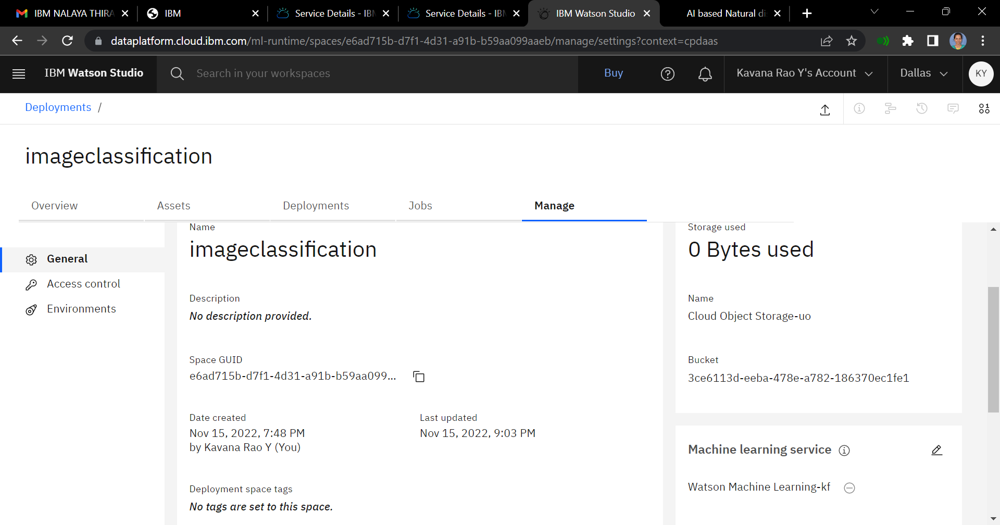 IBM NALAYA THIRA
IBM
Service Details - IBM
Service Details - IBM
IBM Watson Studio
AI based Natural di
dataplatform.cloud.ibm.com/ml-runtime/spaces/e6ad715b-d7f1-4d31-a91b-b59aa099aaeb/manage/settings?context=cpdaas
IBM Watson Studio
Search in your workspaces
Buy
Kavana Rao Y's Account
Dallas
KY
Deployments /
imageclassification
Overview
Assets
Deployments
Jobs
Manage
General
Access control
Environments
Name
imageclassification
Description
No description provided.
Space GUID
e6ad715b-d7f1-4d31-a91b-b59aa099...
Date created
Nov 15, 2022, 7:48 PM
by Kavana Rao Y (You)
Last updated
Nov 15, 2022, 9:03 PM
Deployment space tags
No tags are set to this space.
Storage used
0 Bytes used
Name
Cloud Object Storage-uo
Bucket
3ce6113d-eeba-478e-a782-186370ec1fe1
Machine learning service
Watson Machine Learning-kf